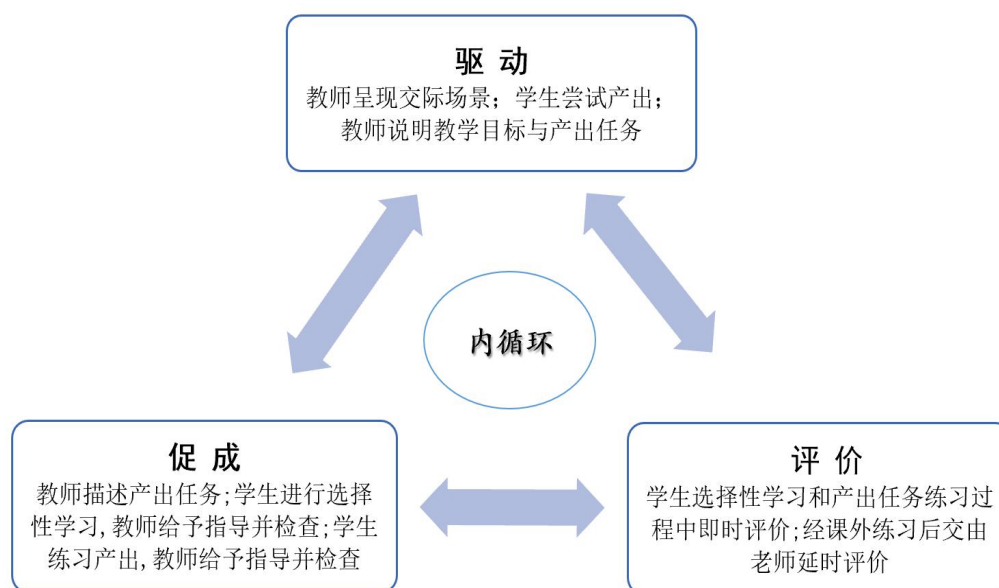 驱 动
教师呈现交际场景；学生尝试产出；
教师说明教学目标与产出任务
内循环
促 成
教师描述产出任务;学生进行选择
性学习,教师给予指导并检查;学生
练习产出,教师给予指导并检查
评 价
学生选择性学习和产出任务练习过
程中即时评价;经课外练习后交由
老师延时评价